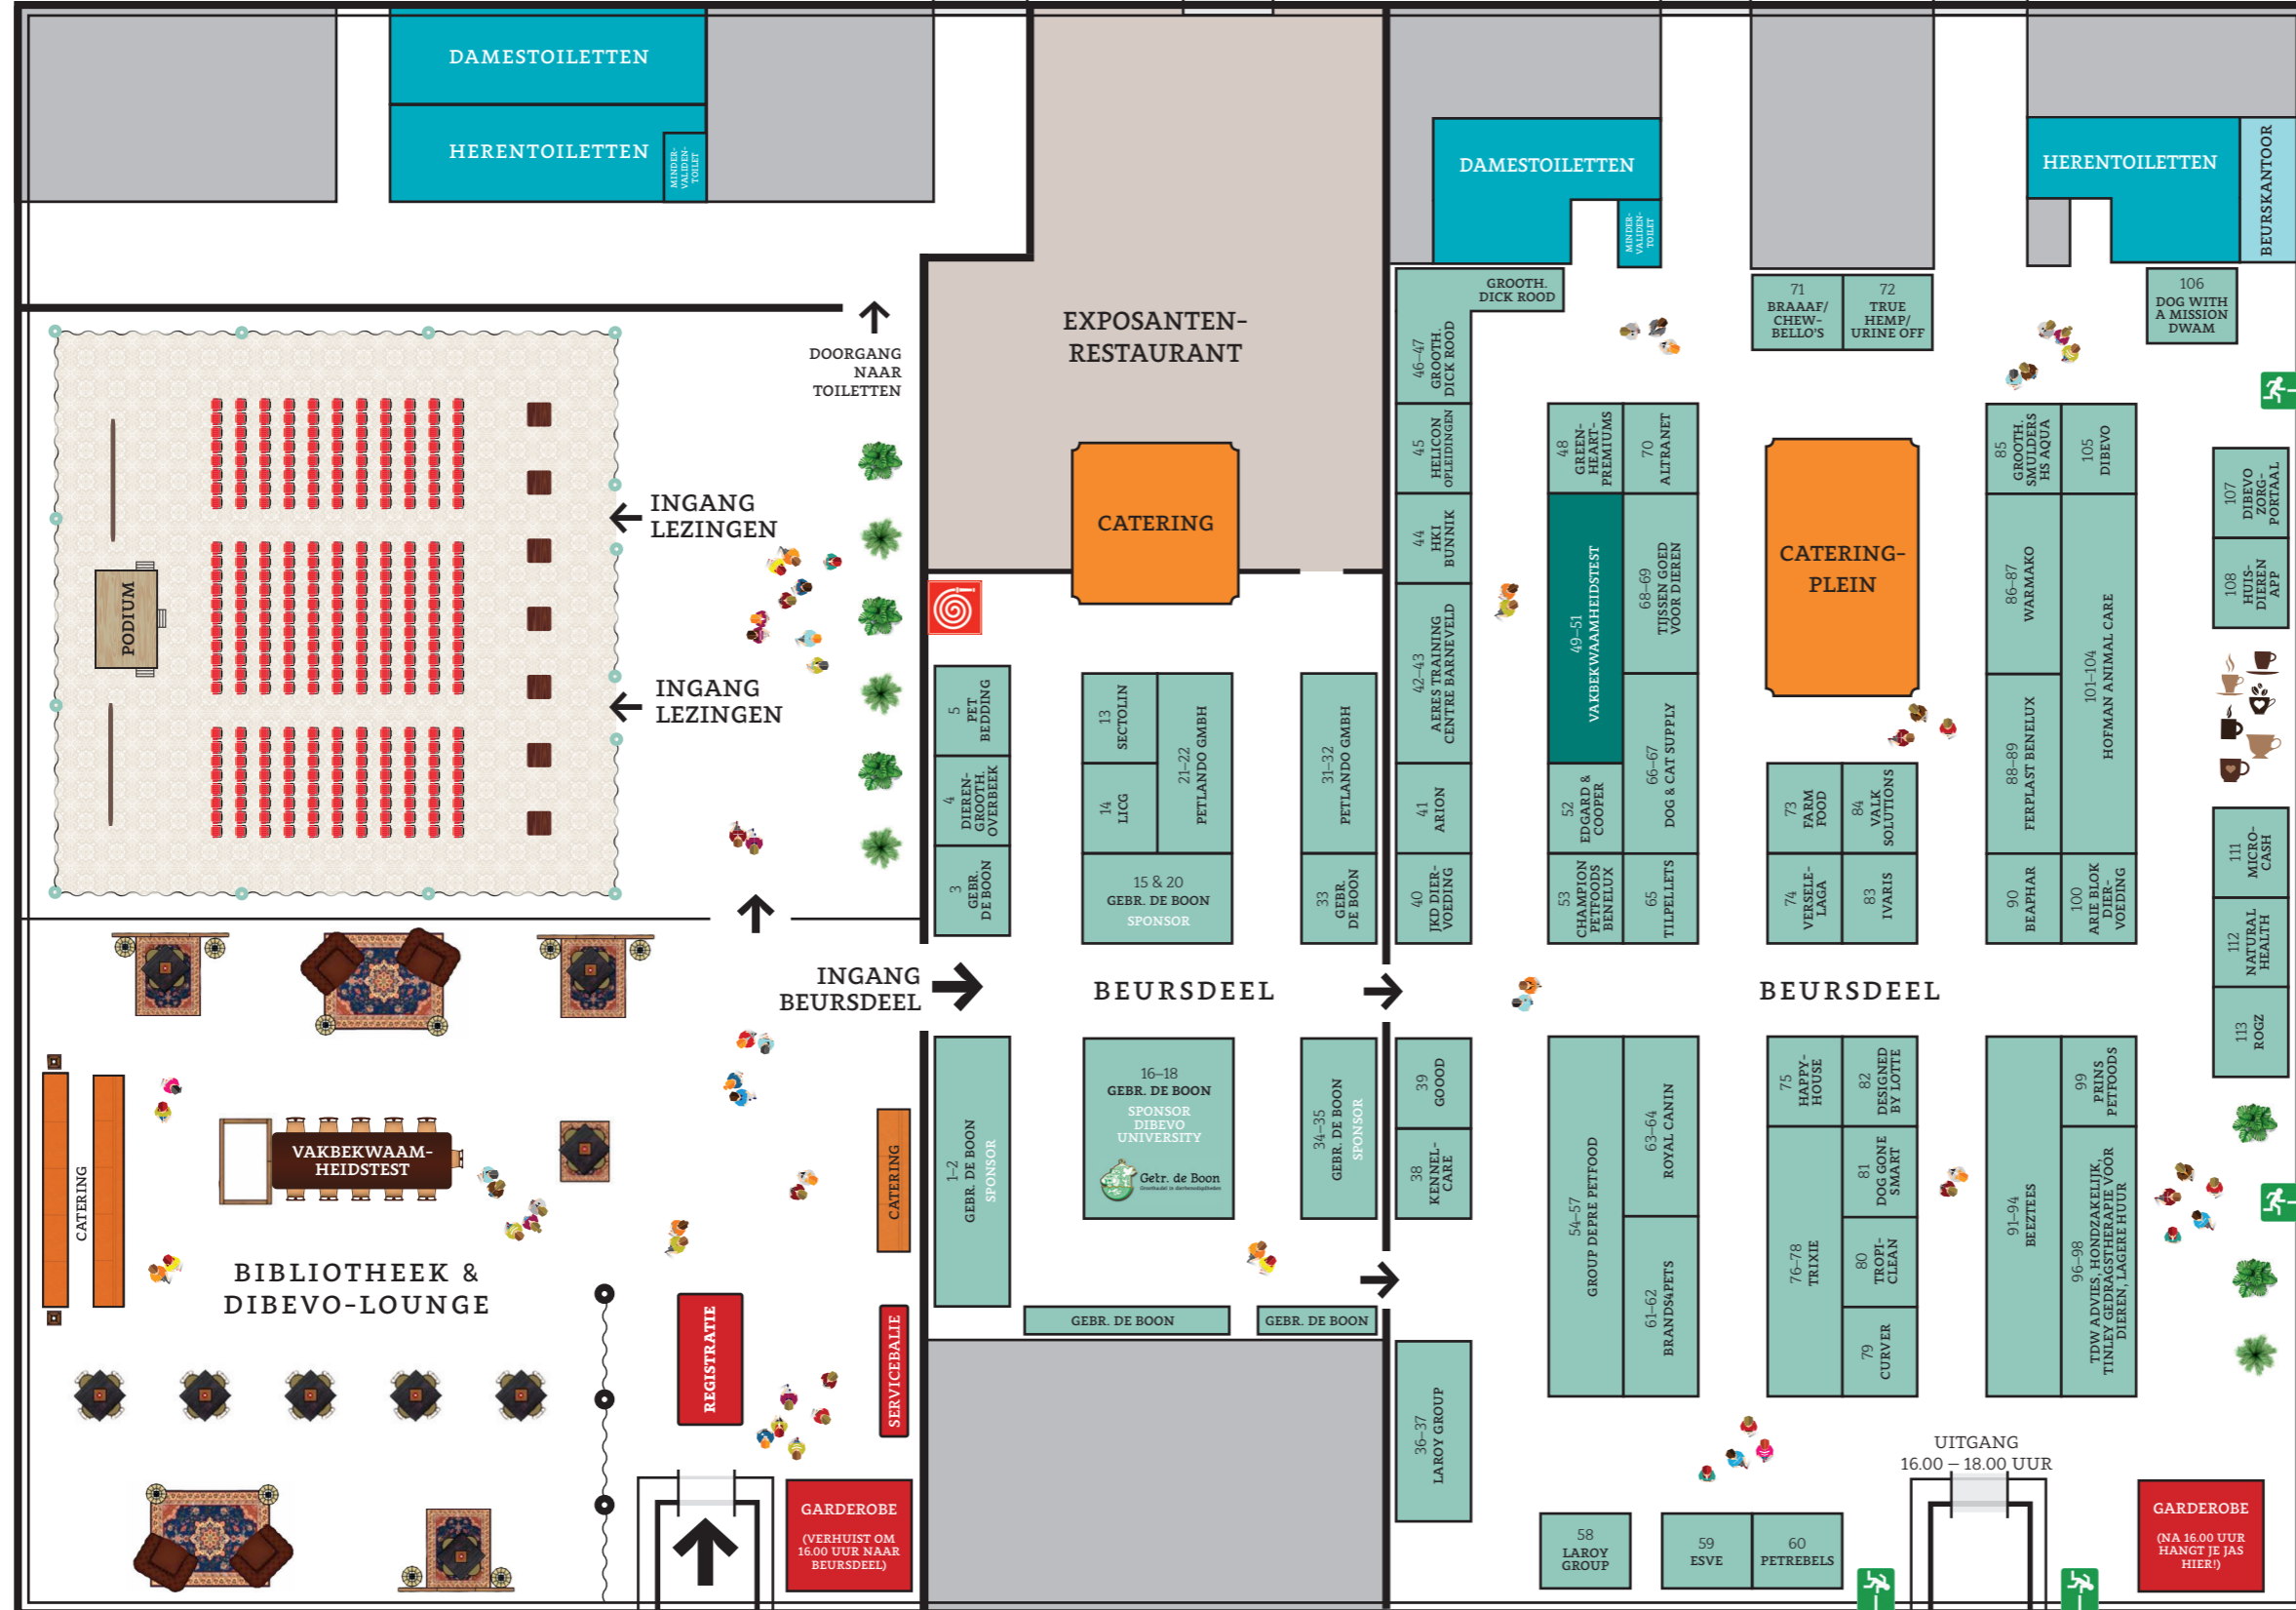 DAMESTOILETTEN
HERENTOILETTEN
MINDER-
VALIDEN-
TOILET
DOORGANG
NAAR
TOILETTEN
PODIUM
INGANG
LEZINGEN
INGANG
LEZINGEN
INGANG
BEURSDEEL
CATERING
VAKBEKWAAM-
HEIDSTEST
BIBLIOTHEEK &
DIBEVO-LOUNGE
CATERING
REGISTRATIE
SERVICEBALIE
GARDEROBE
(VERHUIST OM
16.00 UUR NAAR
BEURSDEEL)
EXPOSANTEN-
RESTAURANT
CATERING
5
PET
BEDDING
4
DIEREN-
GROOTH.
OVERBEEK
3
GEBR.
DE BOON
13
SECTOLIN
14
LICG
21–22
PETLANDO GMBH
15 & 20
GEBR. DE BOON
SPONSOR
31–32
PETLANDO GMBH
33
GEBR.
DE BOON
BEURSDEEL
1–2
GEBR. DE BOON
SPONSOR
16–18
GEBR. DE BOON
SPONSOR
DIBEVO
UNIVERSITY
Gebr. de Boon
34–35
GEBR. DE BOON
SPONSOR
GEBR. DE BOON
GEBR. DE BOON
DAMESTOILETTEN
MINDER-
VALIDEN-
TOILET
HERENTOILETTEN
BEURSKANTOOR
GROOTH.
DICK ROOD
46–47
GROOTH.
DICK ROOD
45
HELICON
OPLEIDINGEN
44
HKI
BUNNIK
42–43
AERES TRAINING
CENTRE BARNEVELD
41
ARION
40
JKD DIER-
VOEDING
48
GREEN-
HEART-
PREMIUMS
70
ALTRANET
49–51
VAKBEKWAAMHEIDSTEST
68–69
TIJSSEN GOED
VOOR DIEREN
66–67
DOG & CAT SUPPLY
52
EDGARD &
COOPER
53
CHAMPION
PETFOODS
BENELUX
65
TILPELLETS
71
BRAAAF/
CHEW-
BELLO'S
72
TRUE
HEMP/
URINE OFF
CATERING-
PLEIN
73
FARM
FOOD
84
VALK
SOLUTIONS
74
VERSELE-
LAGA
83
IVARIS
106
DOG WITH
A MISSION
DWAM
85
GROOTH.
SMULDERS
HS AQUA
105
DIBEVO
86–87
WARMAKO
101–104
HOFMAN ANIMAL CARE
88–89
FERPLAST BENELUX
90
BEAPHAR
100
ARIE BLOK
DIER-
VOEDING
107
DIBEVO
ZORG-
PORTAAL
108
HUIS-
DIEREN
APP
111
MICRO-
CASH
112
NATURAL
HEALTH
113
ROGZ
BEURSDEEL
39
GOOOD
38
KENNEL-
CARE
36–37
LAROY GROUP
54–57
GROUP DEPRE PETFOOD
63–64
ROYAL CANIN
61–62
BRANDS4PETS
75
HAPPY-
HOUSE
82
DESIGNED
BY LOTTE
76–78
TRIXIE
81
DOG GONE
SMART
80
TROPI-
CLEAN
79
CURVER
91–94
BEEZTEES
99
PRINS
PETFOODS
96–98
TDW ADVIES, HONDZAKELIJK,
TINLEY GEDRAGSTHERAPIE VOOR
DIEREN, LAGERE HUUR
58
LAROY
GROUP
59
ESVE
60
PETREBELS
UITGANG
16.00 – 18.00 UUR
GARDEROBE
(NA 16.00 UUR
HANGT JE JAS
HIER!)